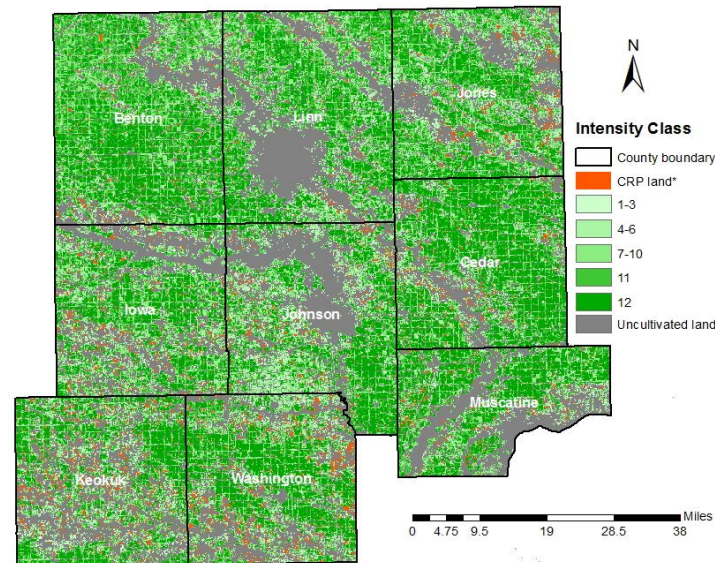 N
Intensity Class
County boundary
CRP land*
1-3
4-6
7-10
11
12
Uncultivated land
Benton
Linn
Jones
Iowa
Johnson
Cedar
Muscatine
Keokuk
Washington
Miles
0 4.75 9.5 19 28.5 38